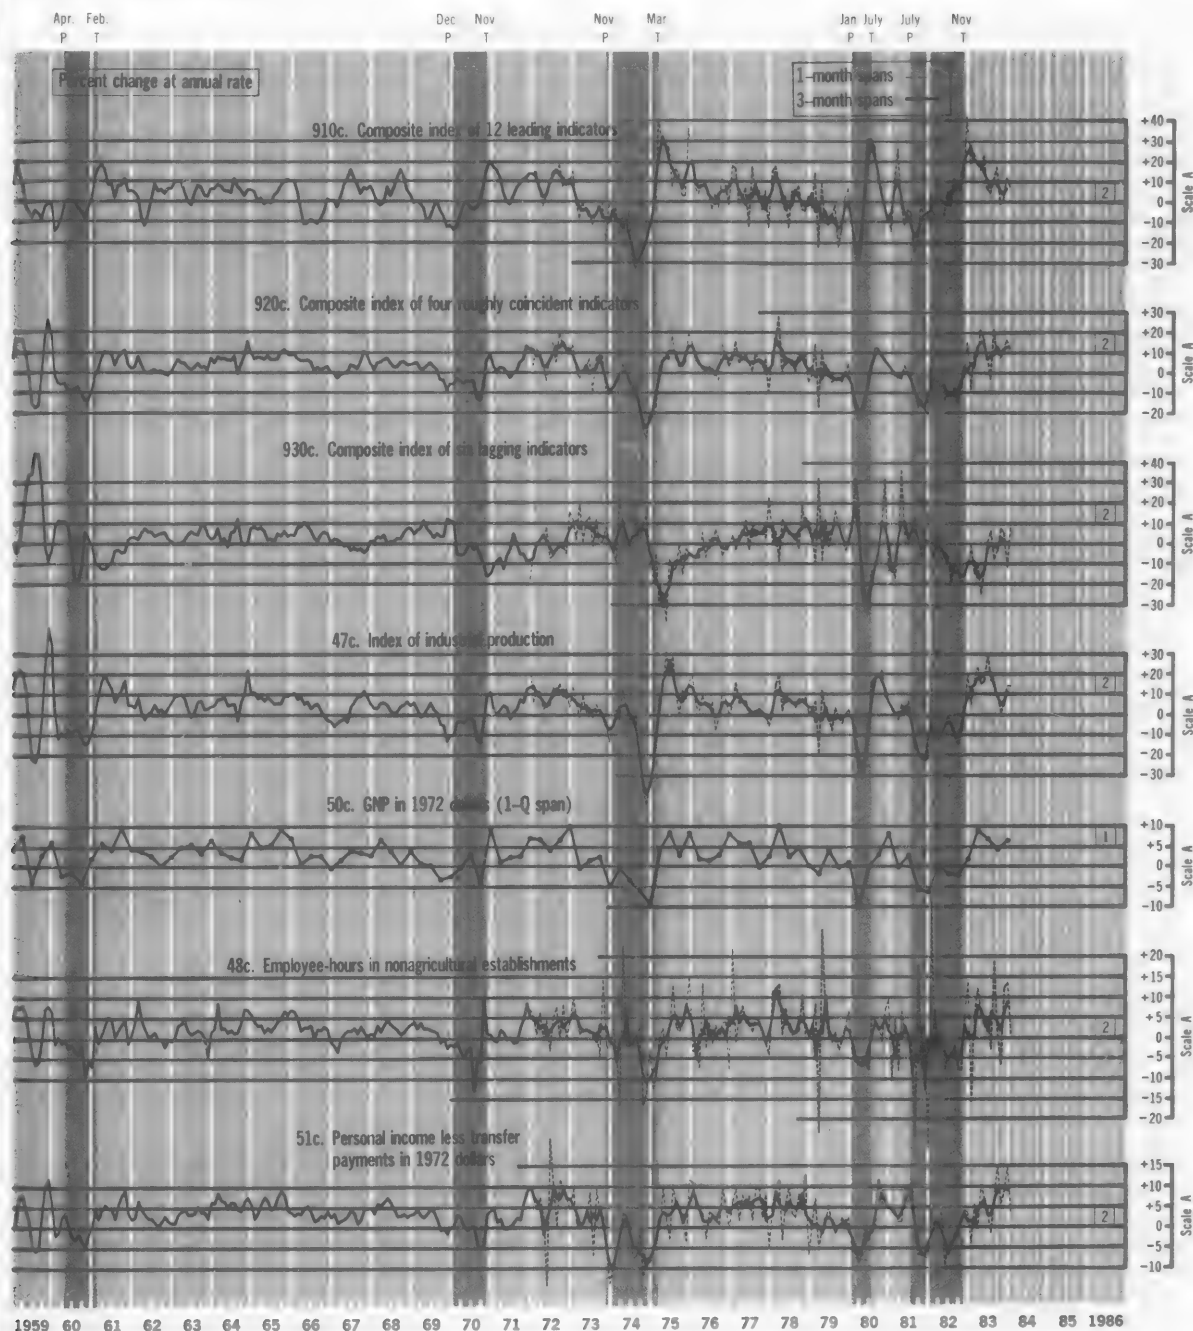 Apr. Feb. Dec Nov Nov Mar Jan July July Nov
P T P T P T P T P T
Percent change at annual rate
1-month spans
3-month spans
910c. Composite index of 12 leading indicators
+40
+30
+20
+10
0
-10
-20
-30
2
Scale A
920c. Composite index of four roughly coincident indicators
+30
+20
+10
0
-10
-20
2
Scale A
930c. Composite index of six lagging indicators
+40
+30
+20
+10
0
-10
-20
-30
2
Scale A
47c. Index of industrial production
+30
+20
+10
0
-10
-20
-30
2
Scale A
50c. GNP in 1972 dollars (1-Q span)
+10
+5
0
-5
-10
1
Scale A
48c. Employee-hours in nonagricultural establishments
+20
+15
+10
+5
0
-5
-10
-15
-20
2
Scale A
51c. Personal income less transfer
payments in 1972 dollars
+15
+10
+5
0
-5
-10
2
Scale A
1959 60 61 62 63 64 65 66 67 68 69 70 71 72 73 74 75 76 77 78 79 80 81 82 83 84 85 1986